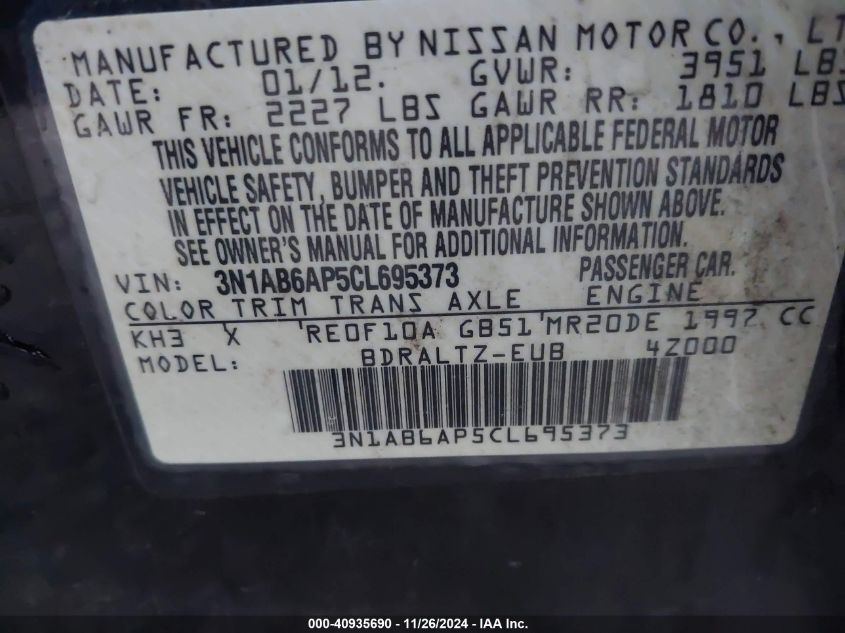 MANUFACTURED BY NISSAN MOTOR CO., LT
DATE: 01/12. GVWR: 3951 LBS
GAWR FR: 2227 LBS GAWR RR: 1810 LBS
THIS VEHICLE CONFORMS TO ALL APPLICABLE FEDERAL MOTOR
VEHICLE SAFETY, BUMPER AND THEFT PREVENTION STANDARDS
IN EFFECT ON THE DATE OF MANUFACTURE SHOWN ABOVE.
SEE OWNER'S MANUAL FOR ADDITIONAL INFORMATION.
VIN: 3N1AB6AP5CL695373 PASSENGER CAR.
COLOR TRIM TRANS AXLE ENGINE
KH3 X RE0F10A GB51 MR20DE 1997 CC
MODEL: BDRALTZ-EUB 4Z000
3N1AB6AP5CL695373
000-40935690 - 11/26/2024 - IAA Inc.